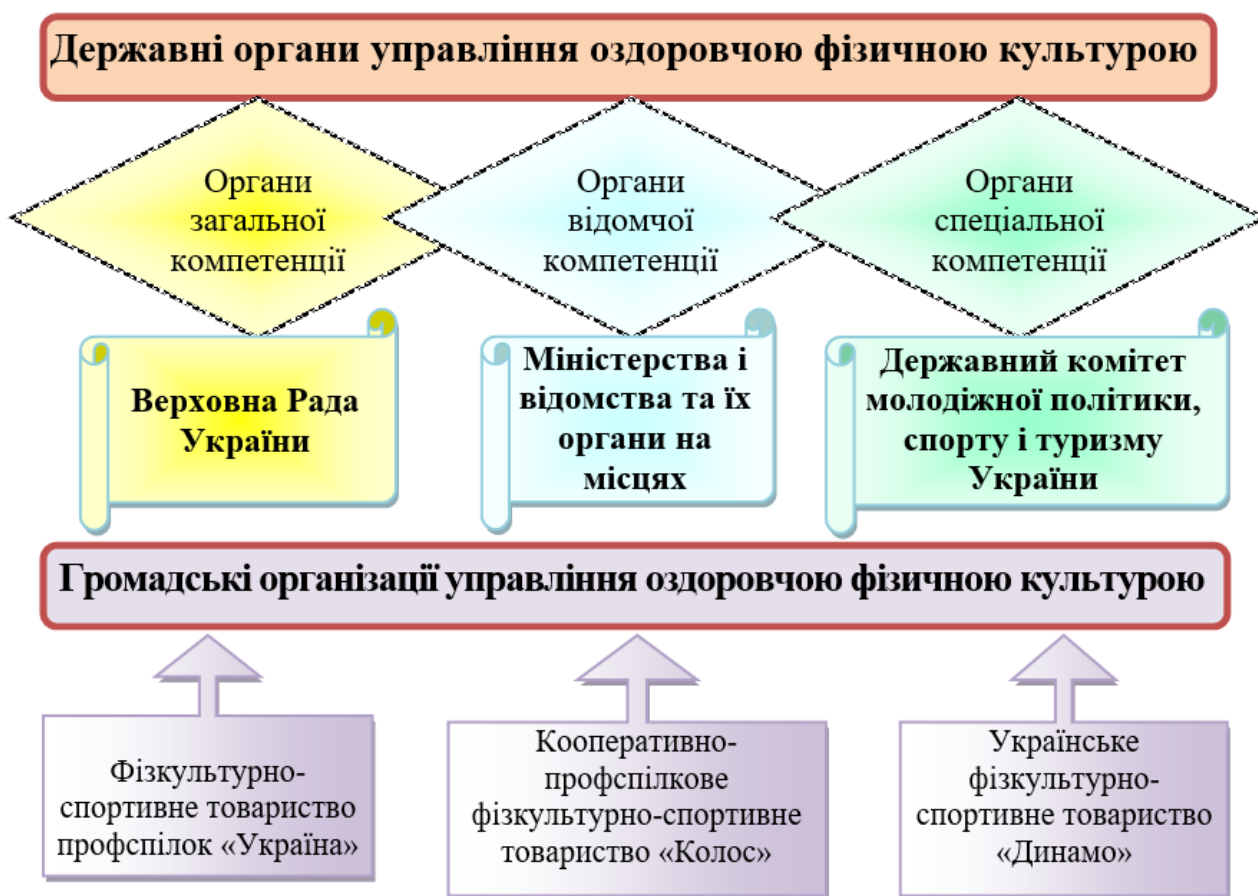 Державні органи управління оздоровчою фізичною культурою
Органи
загальної
компетенції
Органи
відомчої
компетенції
Органи
спеціальної
компетенції
Верховна Рада
України
Міністерства і
відомства та їх
органи на
місцях
Державний комітет
молодіжної політики,
спорту і туризму
України
Громадські організації управління оздоровчою фізичною культурою
Фізкультурно-
спортивне товариство
профспілок «Україна»
Кооперативно-
профспілкове
фізкультурно-спортивне
товариство «Колос»
Українське
фізкультурно-
спортивне товариство
«Динамо»